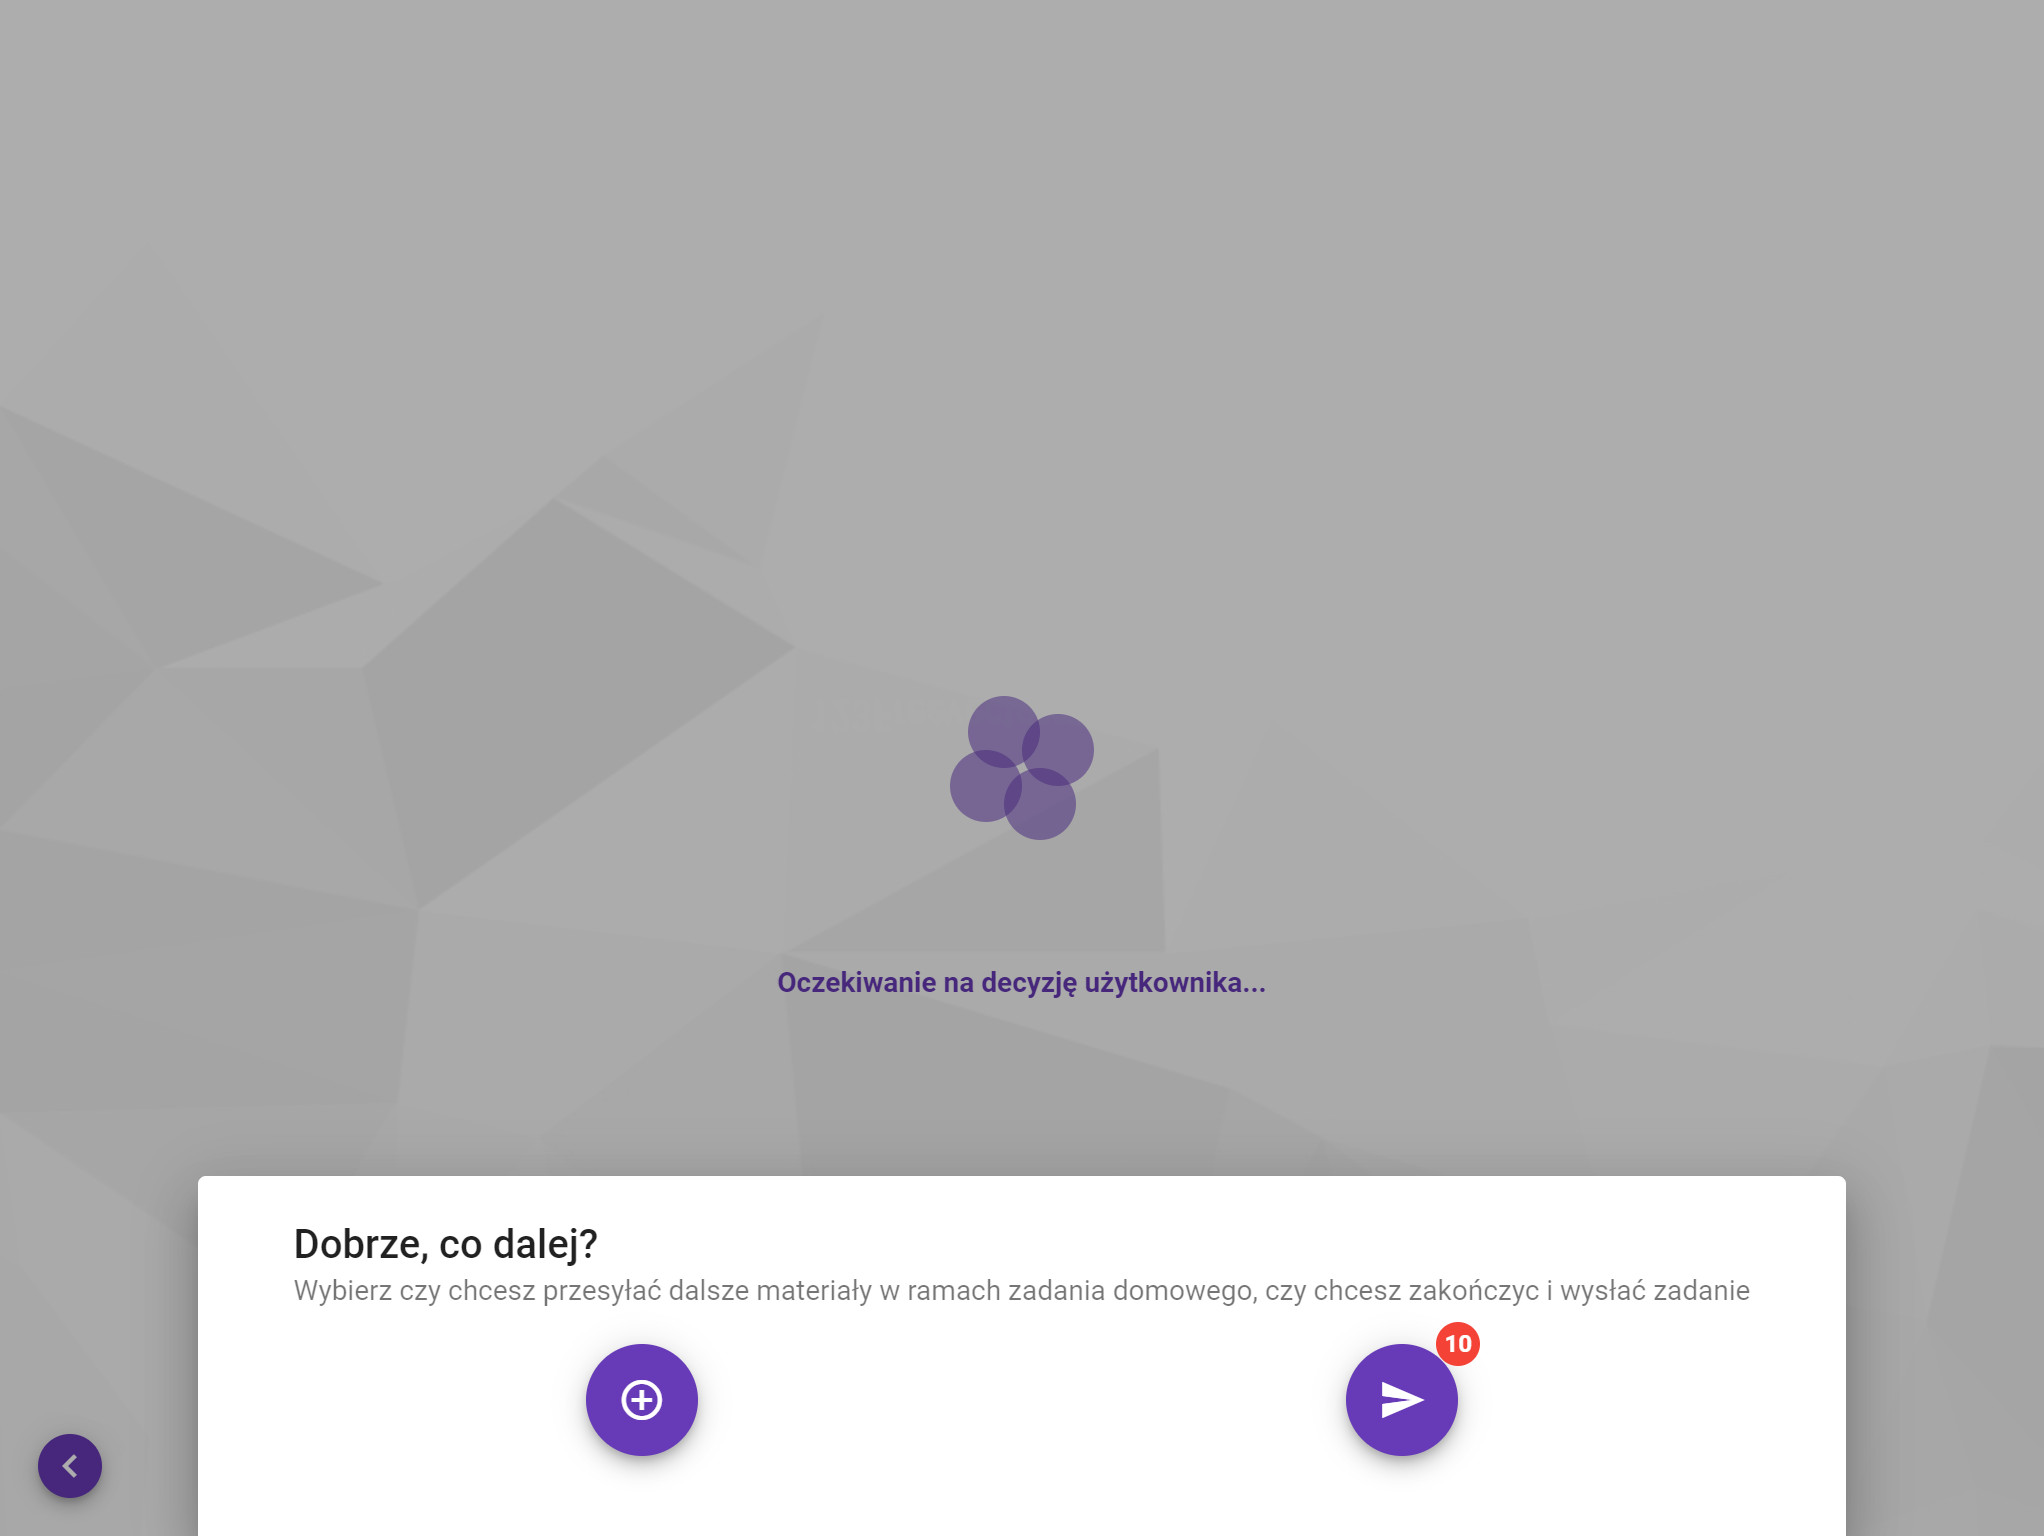 Oczekiwanie na decyzję użytkownika...
Dobrze, co dalej?
Wybierz czy chcesz przesyłać dalsze materiały w ramach zadania domowego, czy chcesz zakończyc i wysłać zadanie
10